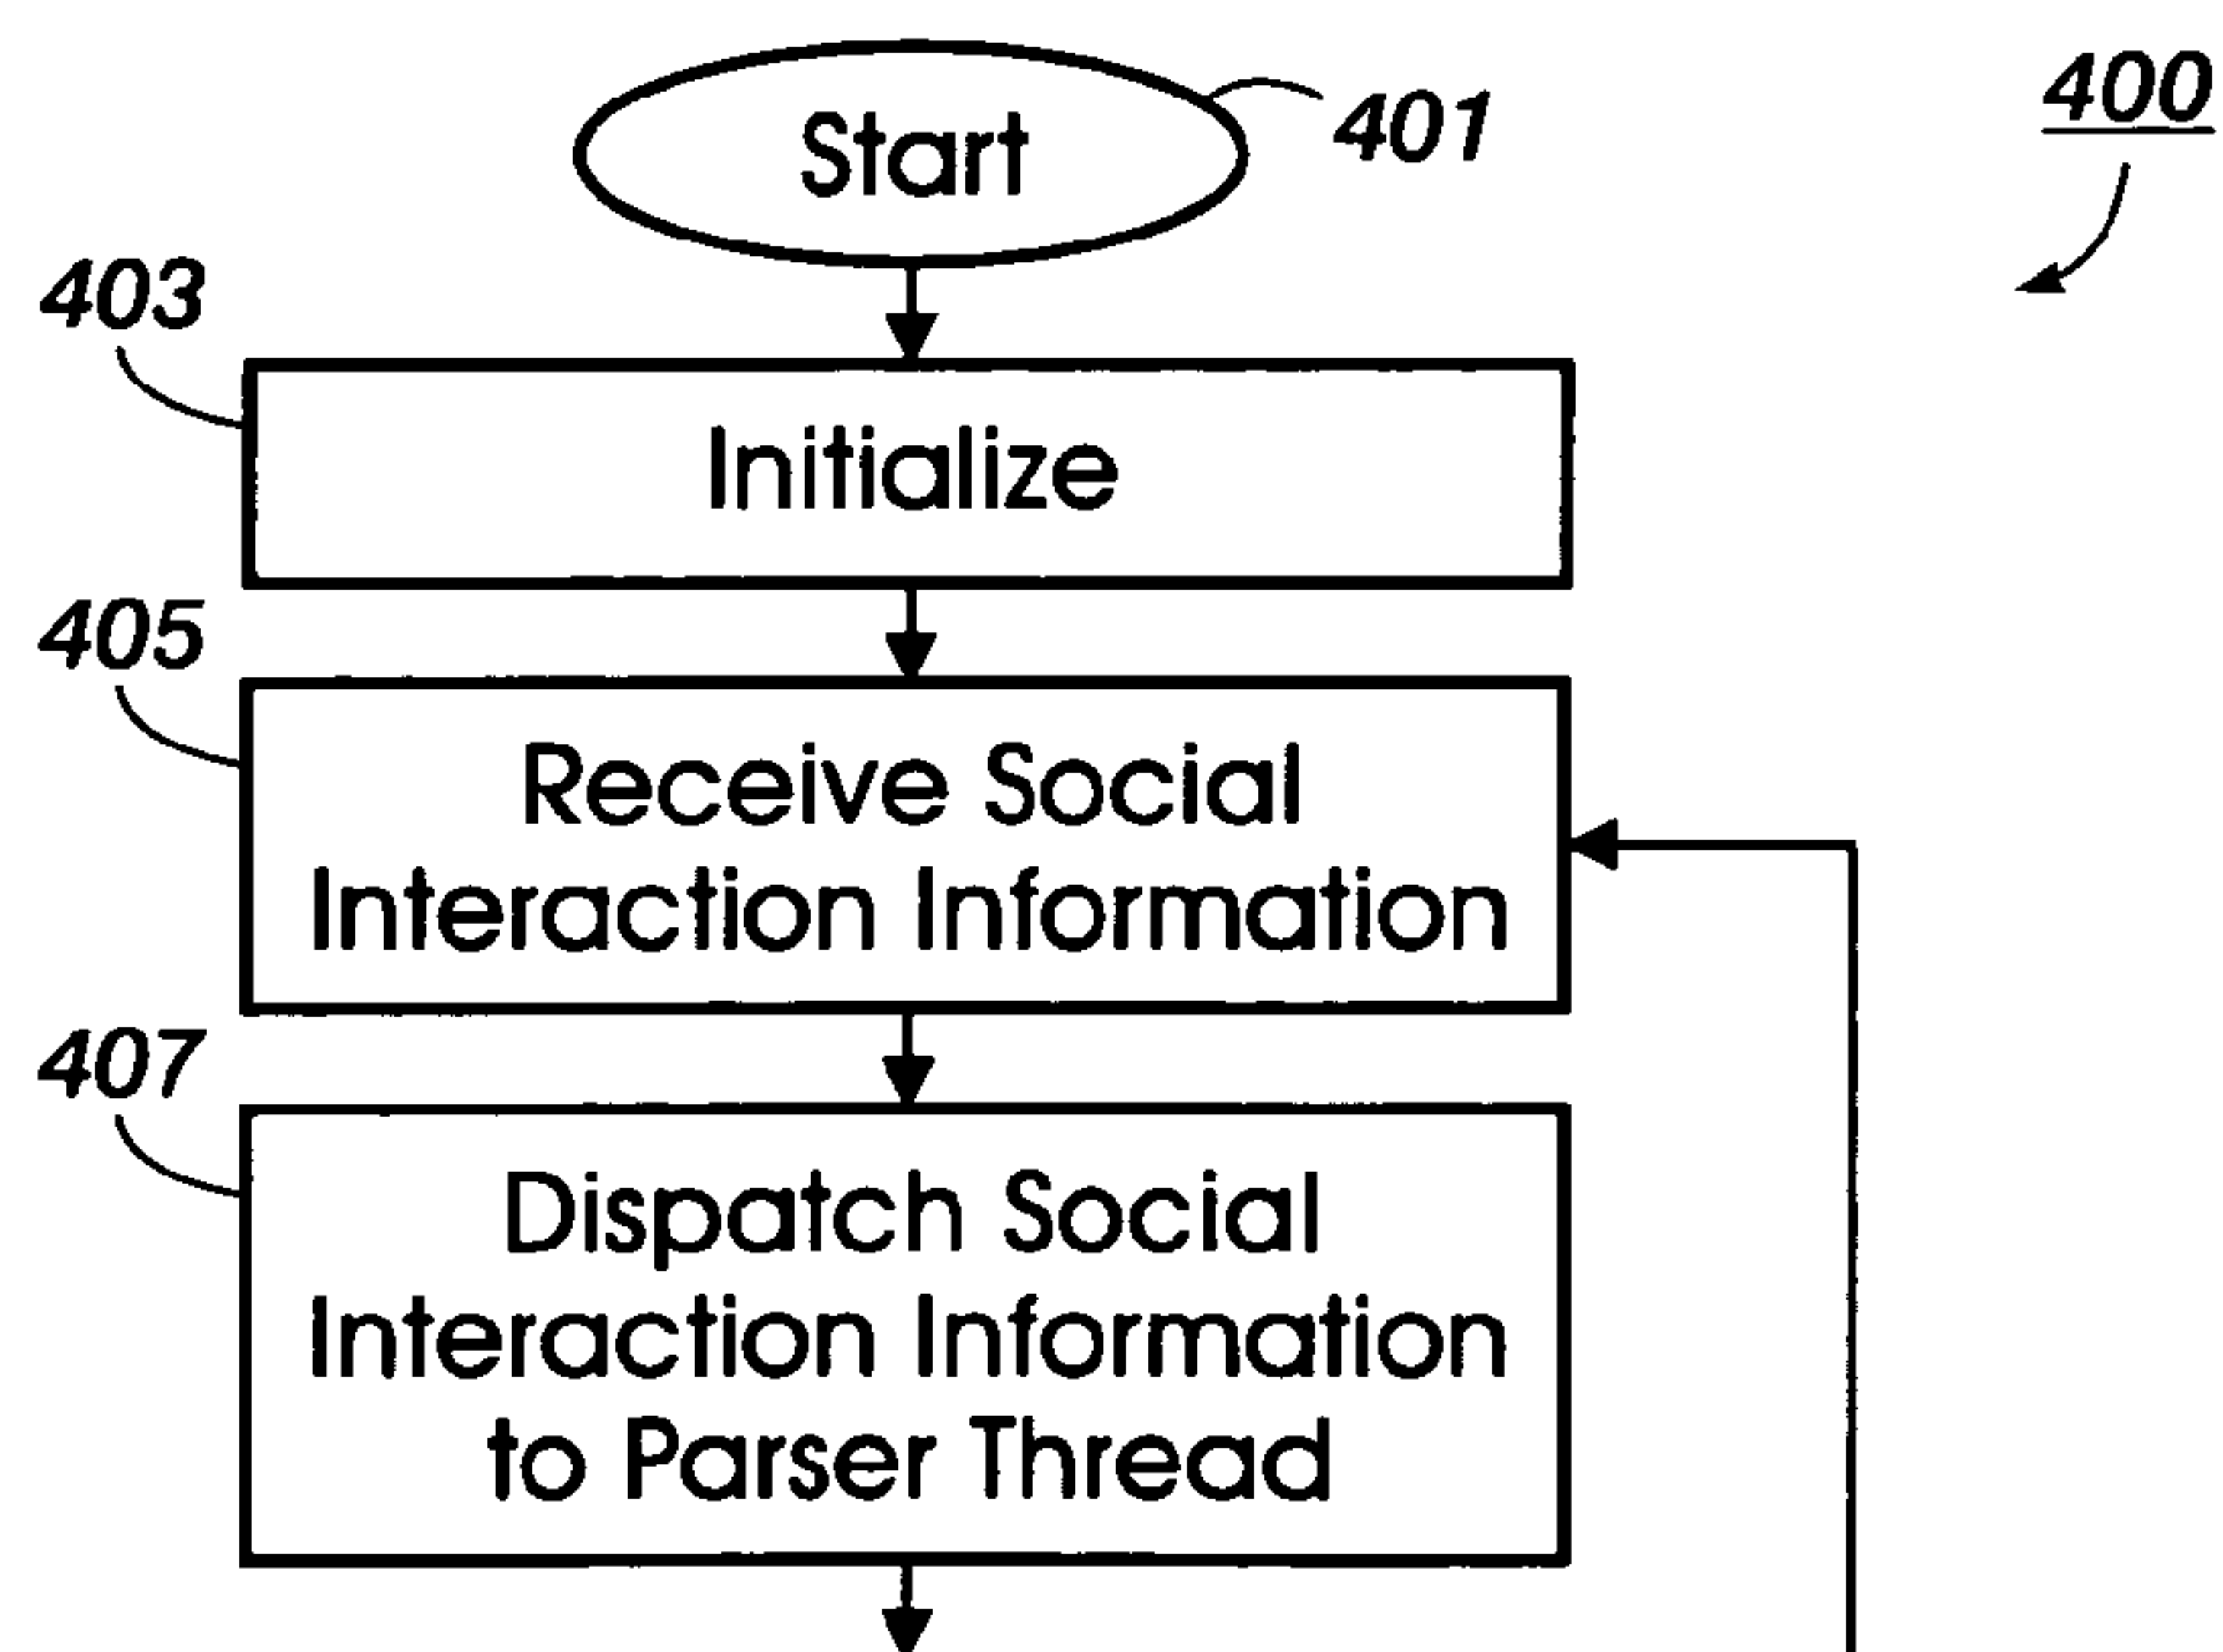 Start
401
400
403
Initialize
405
Receive Social
Interaction Information
407
Dispatch Social
Interaction Information
to Parser Thread